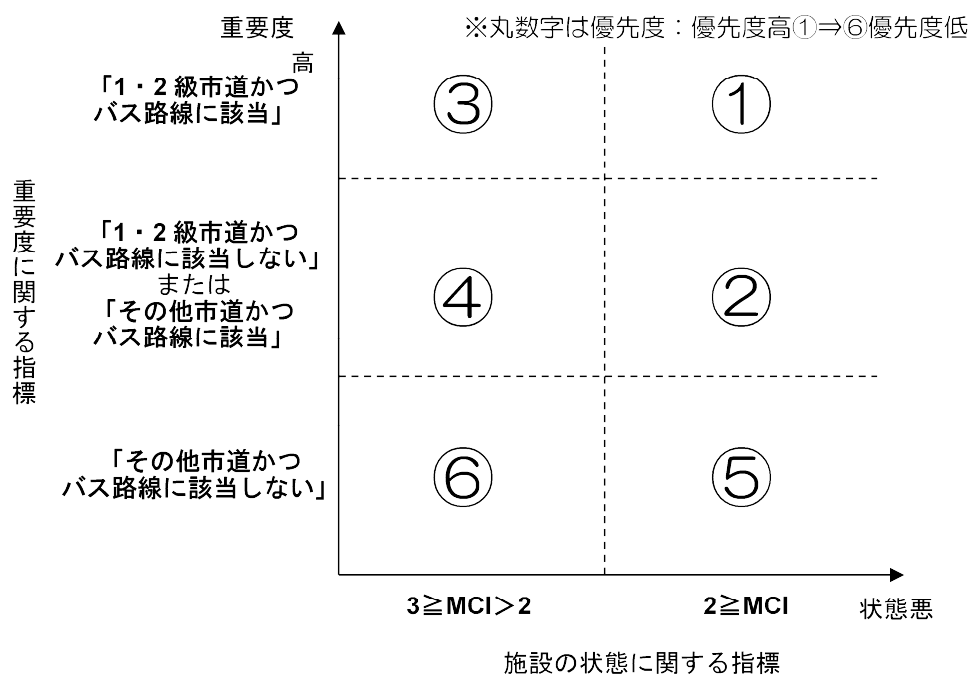 重要度
高
※丸数字は優先度：優先度高①⇒⑥優先度低
「1・2級市道かつ
バス路線に該当」
③
①
重要度に関する指標
「1・2級市道かつ
バス路線に該当しない」
または
「その他市道かつ
バス路線に該当」
④
②
「その他市道かつ
バス路線に該当しない」
⑥
⑤
3≧MCI＞2
2≧MCI
状態悪
施設の状態に関する指標